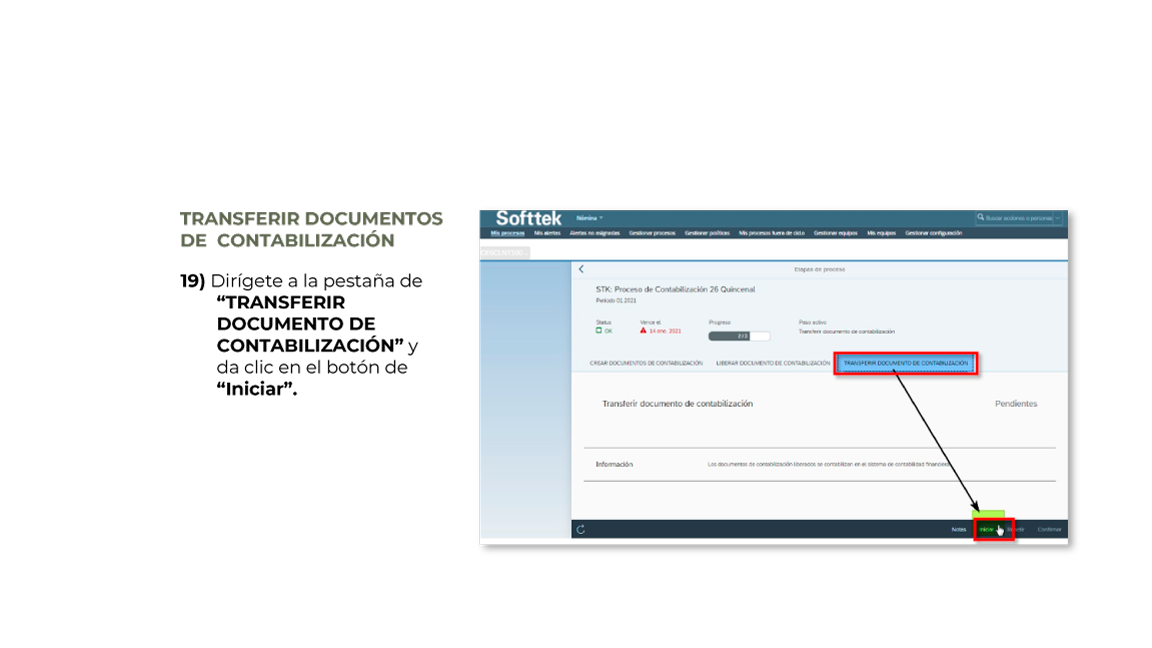 TRANSFERIR DOCUMENTOS
DE CONTABILIZACIÓN
19) Dirígete a la pestaña de
“TRANSFERIR
DOCUMENTO DE
CONTABILIZACIÓN” y
da clic en el botón de
“Iniciar”.
Softtek
Nómina
Buscar acciones o personas
Mis procesos Mis alertas Alertas no asignadas Gestionar procesos Gestionar políticas Mis procesos fuera de ciclo Gestionar equipos Mis equipos Gestionar configuración
Etapas de proceso
STK: Proceso de Contabilización 26 Quincenal
Periodo 01.2021
Status Vence el: Progreso Paso activo
OK 14 ene. 2021 2 / 3 Transferir documento de contabilización
CREAR DOCUMENTOS DE CONTABILIZACIÓN LIBERAR DOCUMENTO DE CONTABILIZACIÓN TRANSFERIR DOCUMENTO DE CONTABILIZACIÓN
Transferir documento de contabilización Pendientes
Información Los documentos de contabilización liberados se contabilizan en el sistema de contabilidad financiera
Notas Iniciar Confirmar